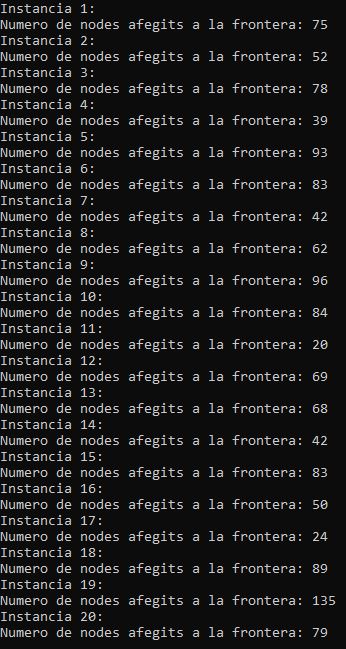 Instancia 1:
Numero de nodes afegits a la frontera: 75
Instancia 2:
Numero de nodes afegits a la frontera: 52
Instancia 3:
Numero de nodes afegits a la frontera: 78
Instancia 4:
Numero de nodes afegits a la frontera: 39
Instancia 5:
Numero de nodes afegits a la frontera: 93
Instancia 6:
Numero de nodes afegits a la frontera: 83
Instancia 7:
Numero de nodes afegits a la frontera: 42
Instancia 8:
Numero de nodes afegits a la frontera: 62
Instancia 9:
Numero de nodes afegits a la frontera: 96
Instancia 10:
Numero de nodes afegits a la frontera: 84
Instancia 11:
Numero de nodes afegits a la frontera: 20
Instancia 12:
Numero de nodes afegits a la frontera: 69
Instancia 13:
Numero de nodes afegits a la frontera: 68
Instancia 14:
Numero de nodes afegits a la frontera: 42
Instancia 15:
Numero de nodes afegits a la frontera: 83
Instancia 16:
Numero de nodes afegits a la frontera: 50
Instancia 17:
Numero de nodes afegits a la frontera: 24
Instancia 18:
Numero de nodes afegits a la frontera: 89
Instancia 19:
Numero de nodes afegits a la frontera: 135
Instancia 20:
Numero de nodes afegits a la frontera: 79